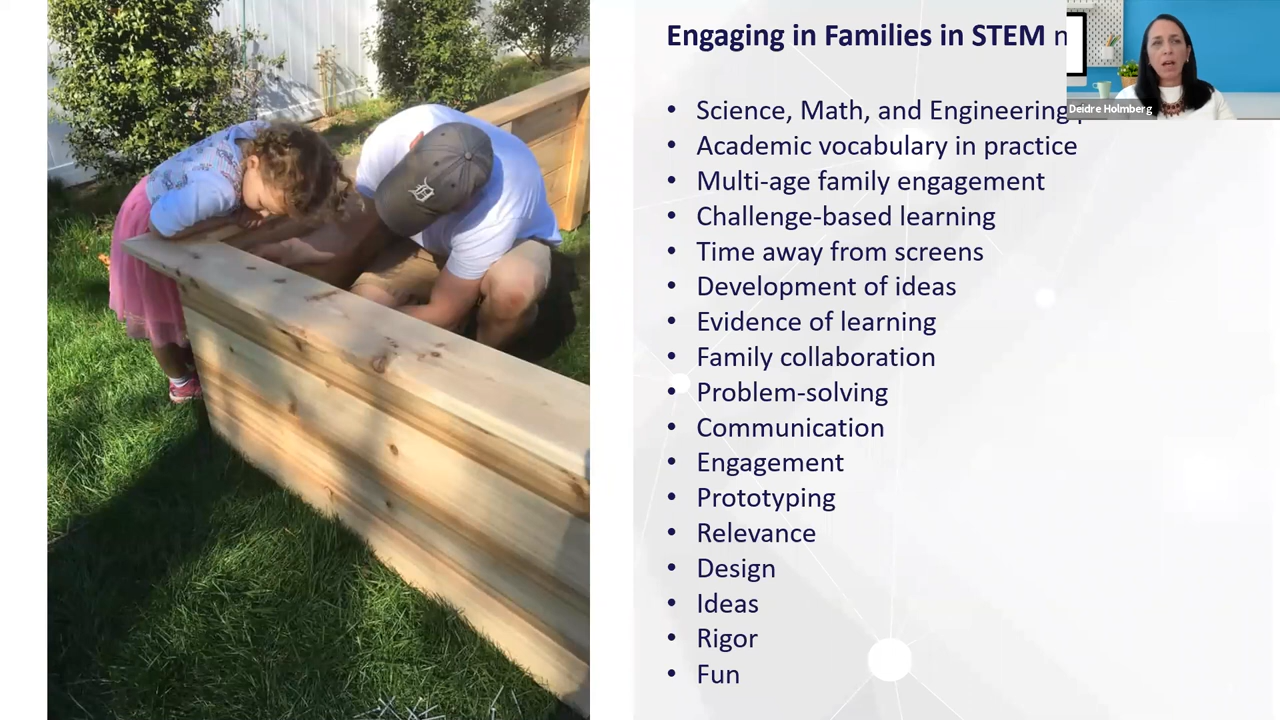 Engaging in Families in STEM
Deidre Holmberg
• Science, Math, and Engineering
• Academic vocabulary in practice
• Multi-age family engagement
• Challenge-based learning
• Time away from screens
• Development of ideas
• Evidence of learning
• Family collaboration
• Problem-solving
• Communication
• Engagement
• Prototyping
• Relevance
• Design
• Ideas
• Rigor
• Fun